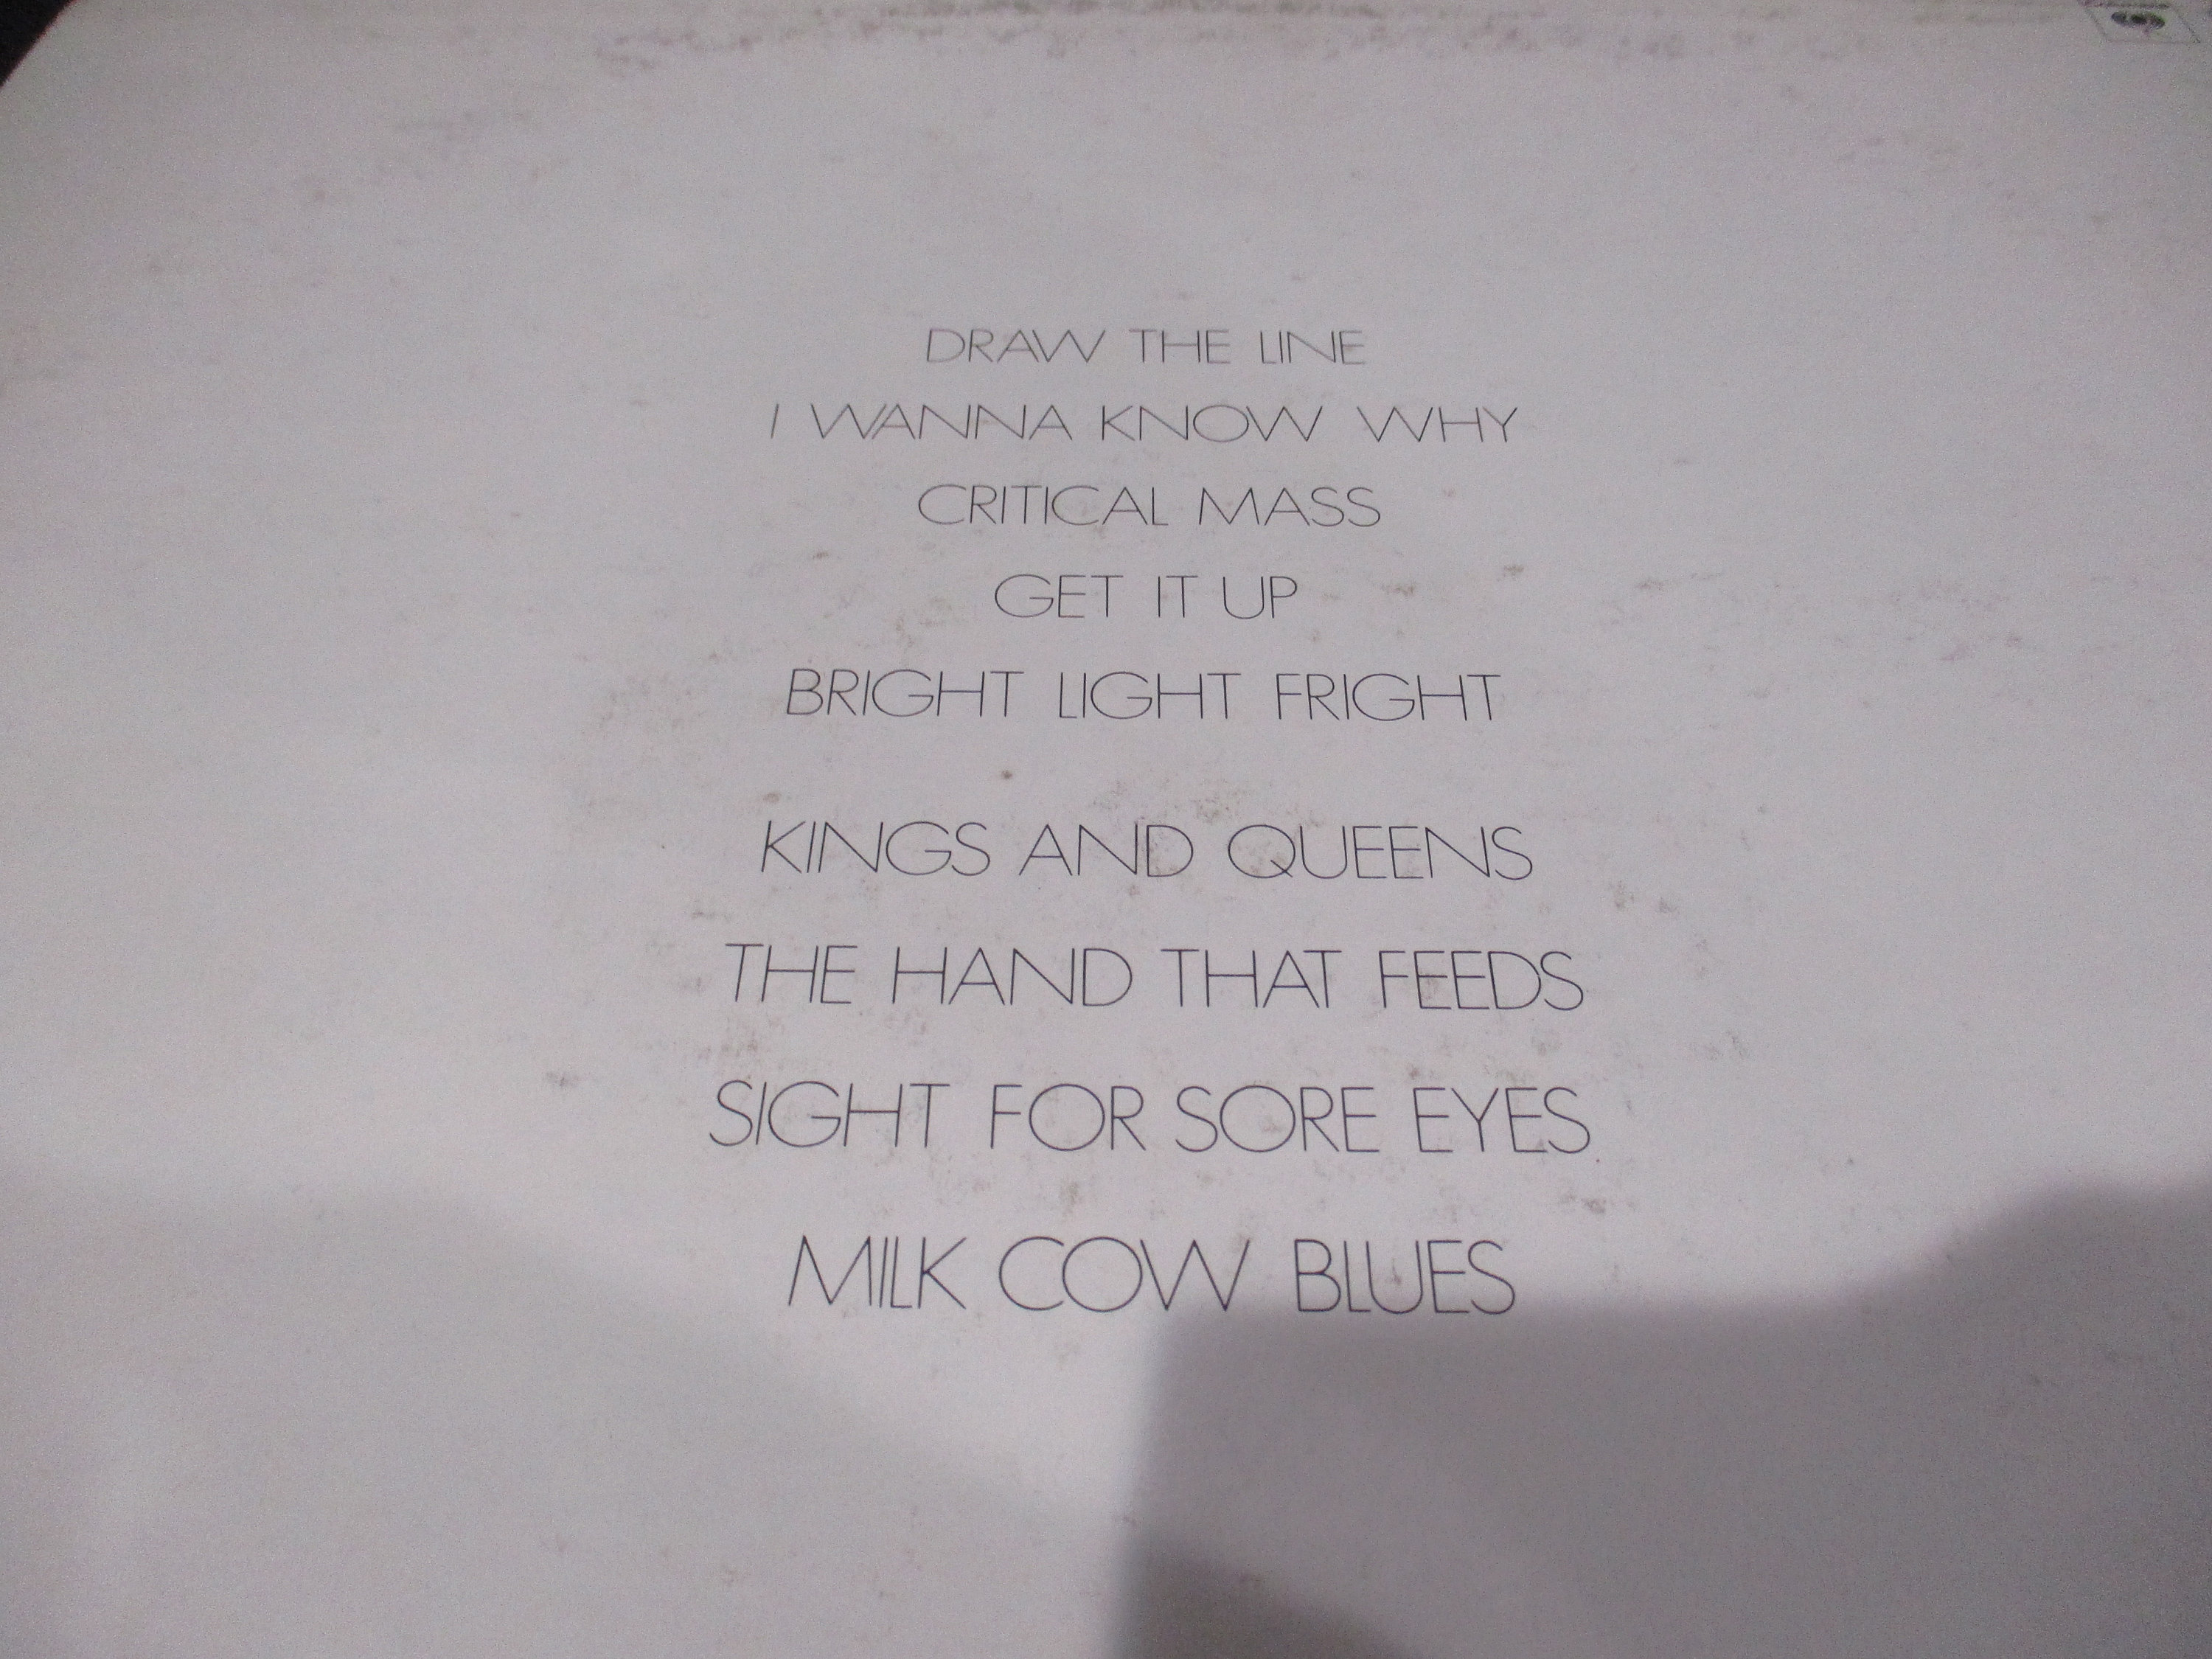 DRAW THE LINE
I WANNA KNOW WHY
CRITICAL MASS
GET IT UP
BRIGHT LIGHT FRIGHT
KINGS AND QUEENS
THE HAND THAT FEEDS
SIGHT FOR SORE EYES
MILK COW BLUES